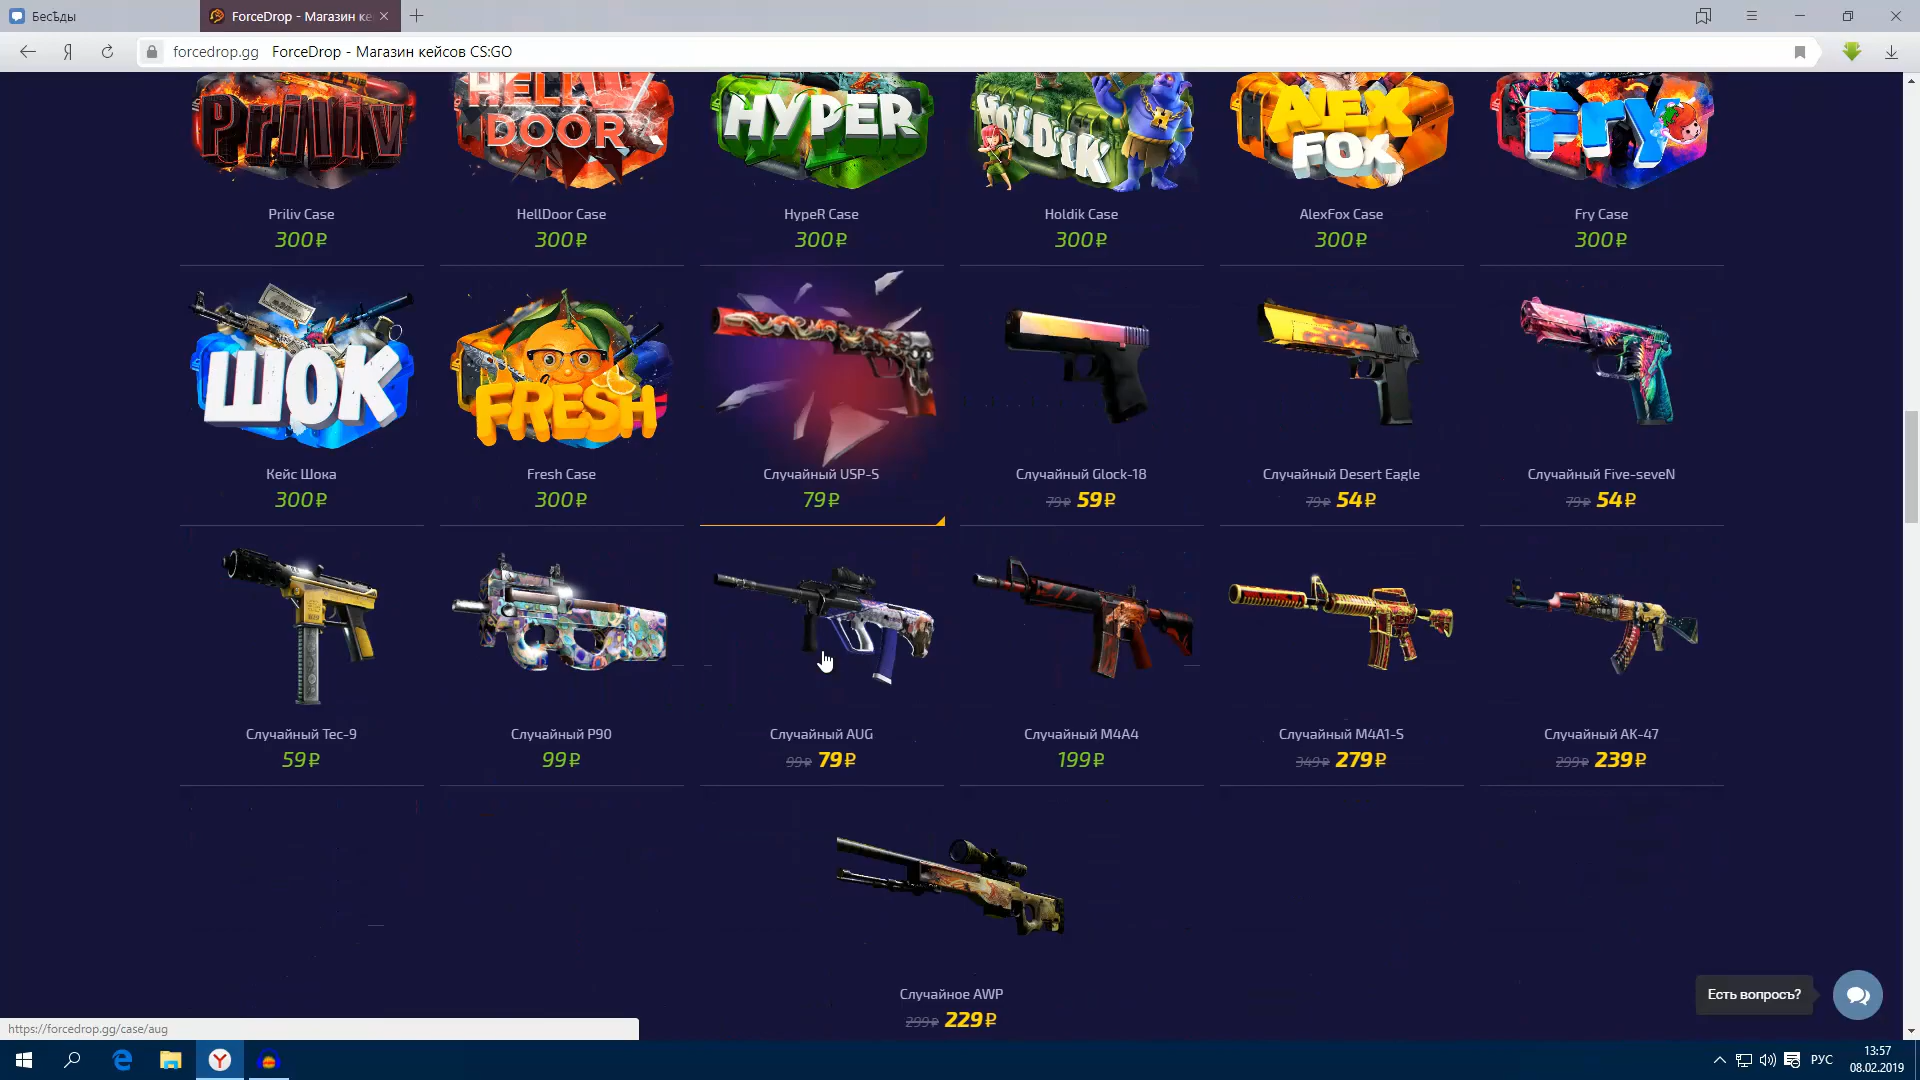 БесѢды
ForceDrop - Магазин ке
forcedrop.gg ForceDrop - Магазин кейсов CS:GO
Priliv
HELL DOOR
HYPER
HOLDIK
ALEX FOX
Fry
Priliv Case
HellDoor Case
HypeR Case
Holdik Case
AlexFox Case
Fry Case
300₽
300₽
300₽
300₽
300₽
300₽
ШОК
FRESH
Кейс Шока
Fresh Case
Случайный USP-S
Случайный Glock-18
Случайный Desert Eagle
Случайный Five-seveN
300₽
300₽
79₽
79₽ 59₽
79₽ 54₽
79₽ 54₽
Случайный Tec-9
Случайный P90
Случайный AUG
Случайный M4A4
Случайный M4A1-S
Случайный AK-47
59₽
99₽
99₽ 79₽
199₽
349₽ 279₽
299₽ 239₽
Случайное AWP
299₽ 229₽
Есть вопросъ?
https://forcedrop.gg/case/aug
РУС
13:57
08.02.2019